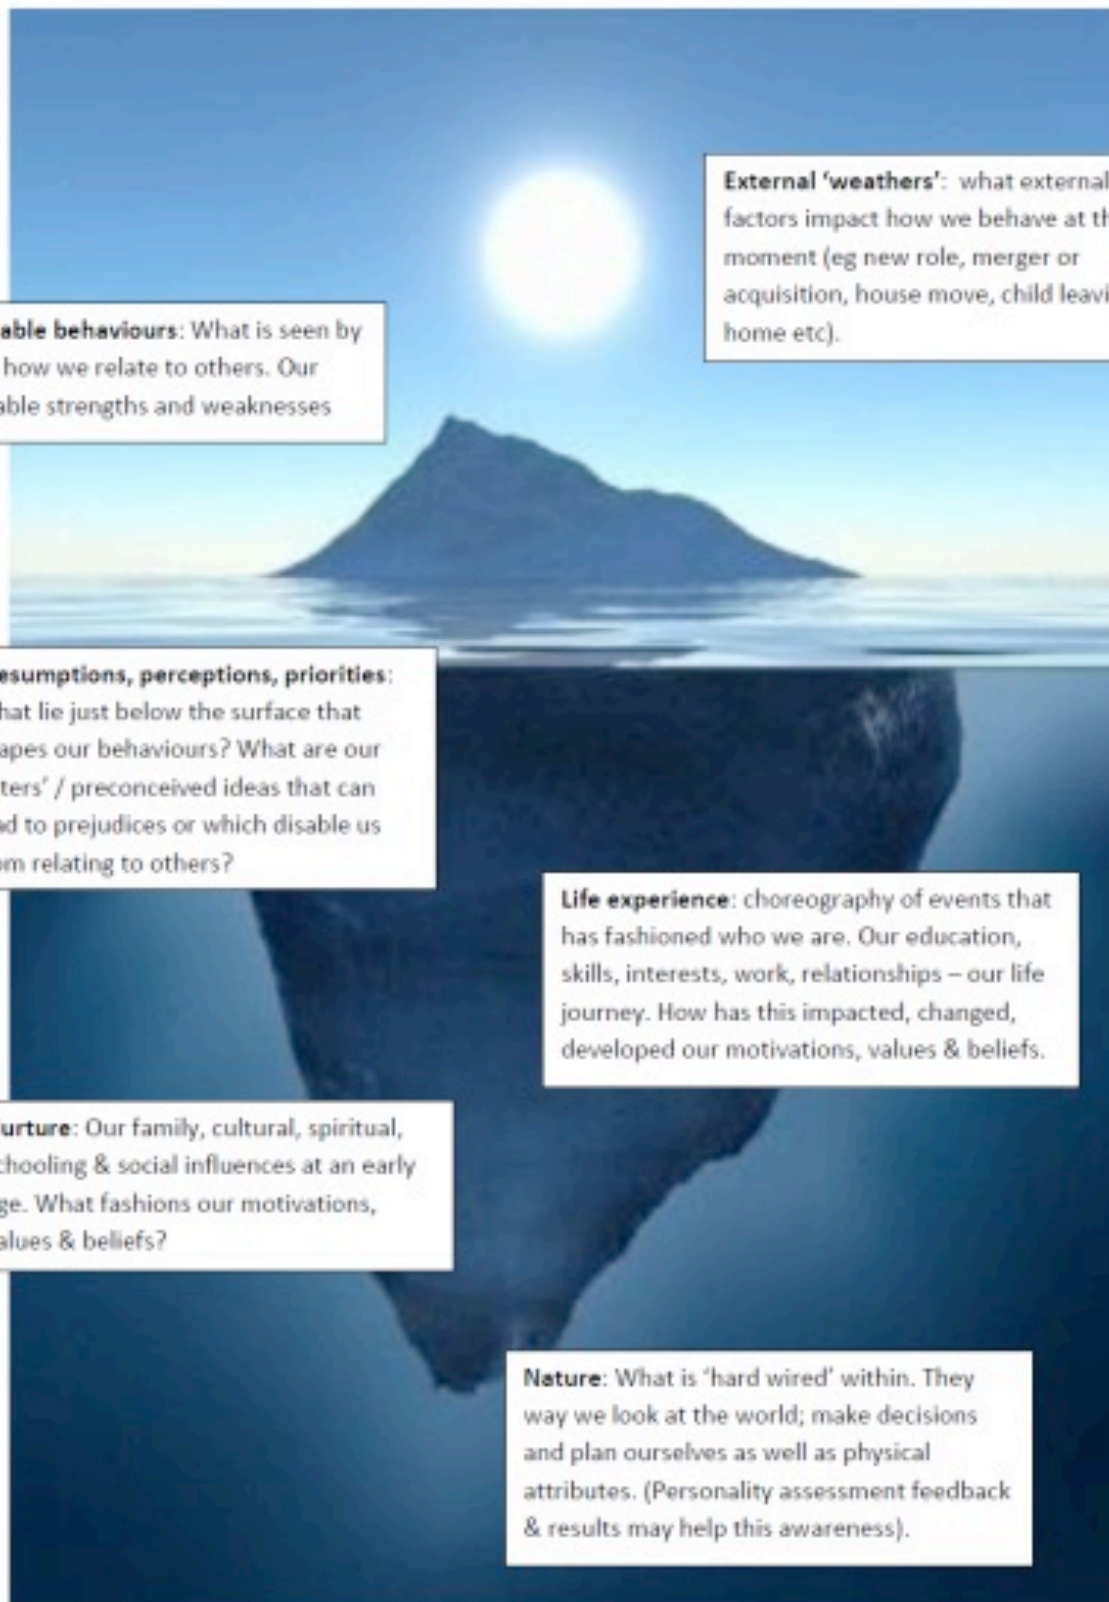 External 'weathers': what external
factors impact how we behave at th
moment (eg new role, merger or
acquisition, house move, child leavi
home etc).
able behaviours: What is seen by
how we relate to others. Our
able strengths and weaknesses
esumptions, perceptions, priorities:
hat lie just below the surface that
apes our behaviours? What are our
ters' / preconceived ideas that can
ad to prejudices or which disable us
om relating to others?
Life experience: choreography of events that
has fashioned who we are. Our education,
skills, interests, work, relationships – our life
journey. How has this impacted, changed,
developed our motivations, values & beliefs.
urture: Our family, cultural, spiritual,
chooling & social influences at an early
ge. What fashions our motivations,
alues & beliefs?
Nature: What is 'hard wired' within. They
way we look at the world; make decisions
and plan ourselves as well as physical
attributes. (Personality assessment feedback
& results may help this awareness).